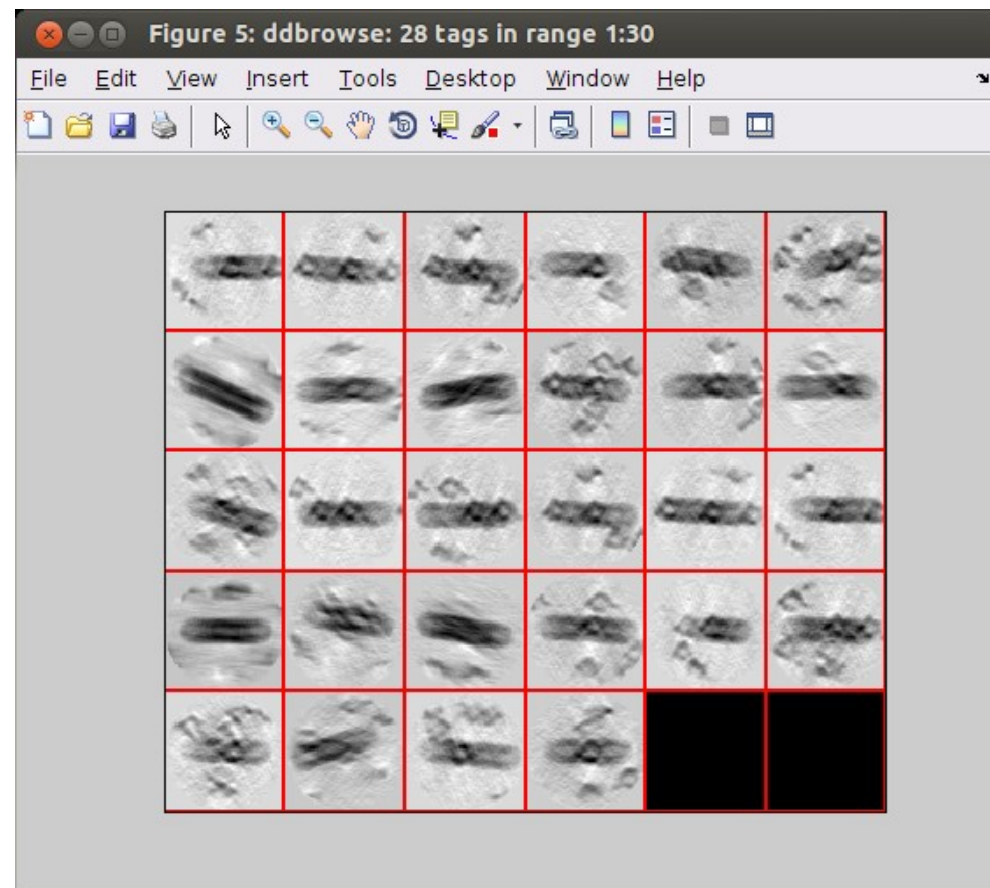 Figure 5: ddbrowse: 28 tags in range 1:30
File Edit View Insert Tools Desktop Window Help